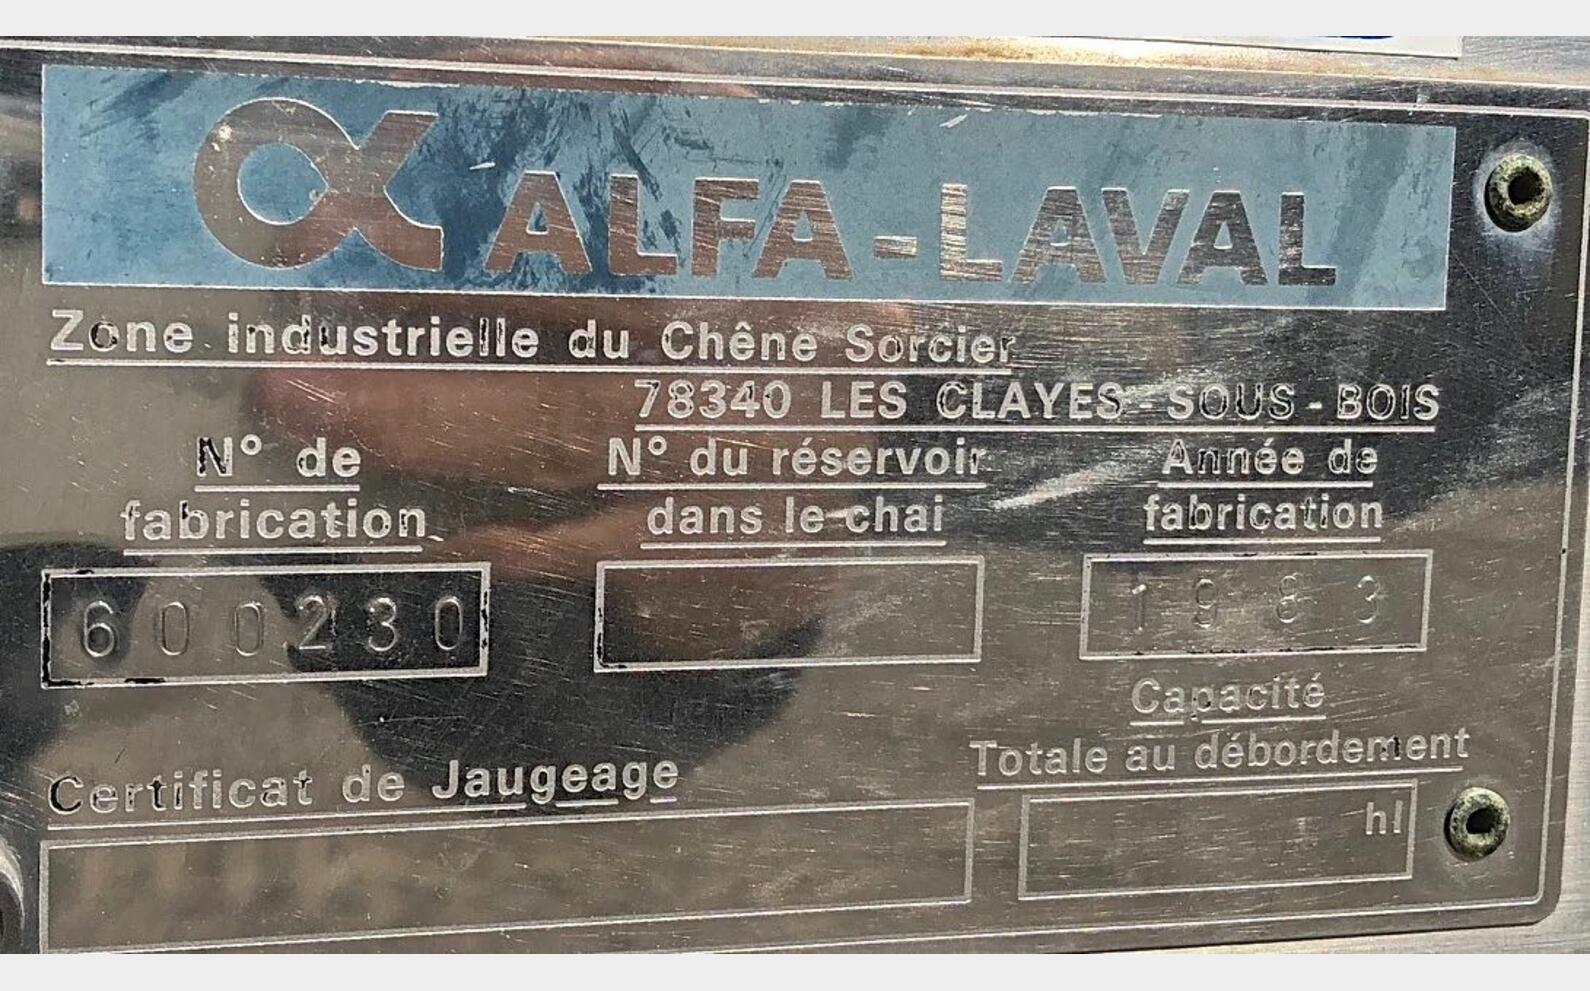 ALFA-LAVAL
Zone industrielle du Chêne Sorcier
78340 LES CLAYES-SOUS-BOIS
N° de fabrication
N° du réservoir dans le chai
Année de fabrication
600230
1983
Capacité
Totale au débordement
Certificat de Jaugeage
hl